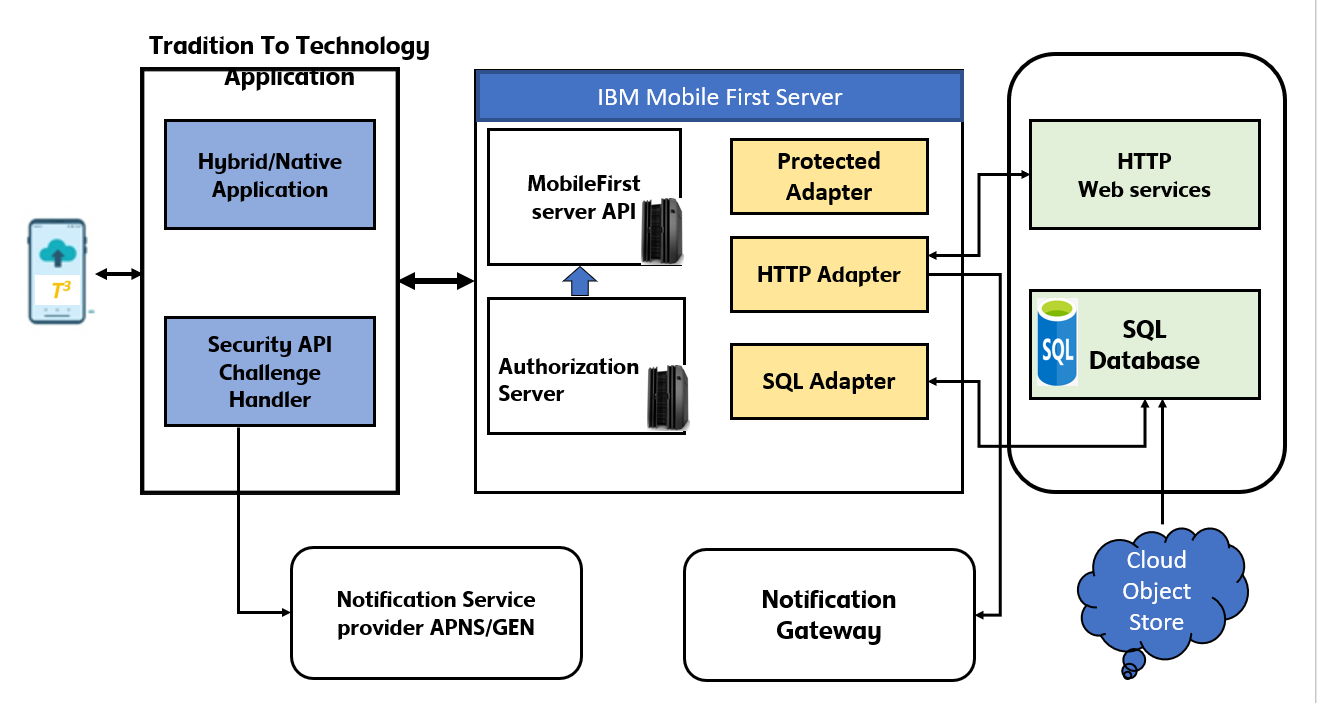 Tradition To Technology
Application
IBM Mobile First Server
Hybrid/Native
Application
MobileFirst
server API
Protected
Adapter
HTTP
Web services
T³
HTTP Adapter
Security API
Challenge
Handler
Authorization
Server
SQL Adapter
SQL
SQL
Database
Notification Service
provider APNS/GEN
Notification
Gateway
Cloud
Object
Store